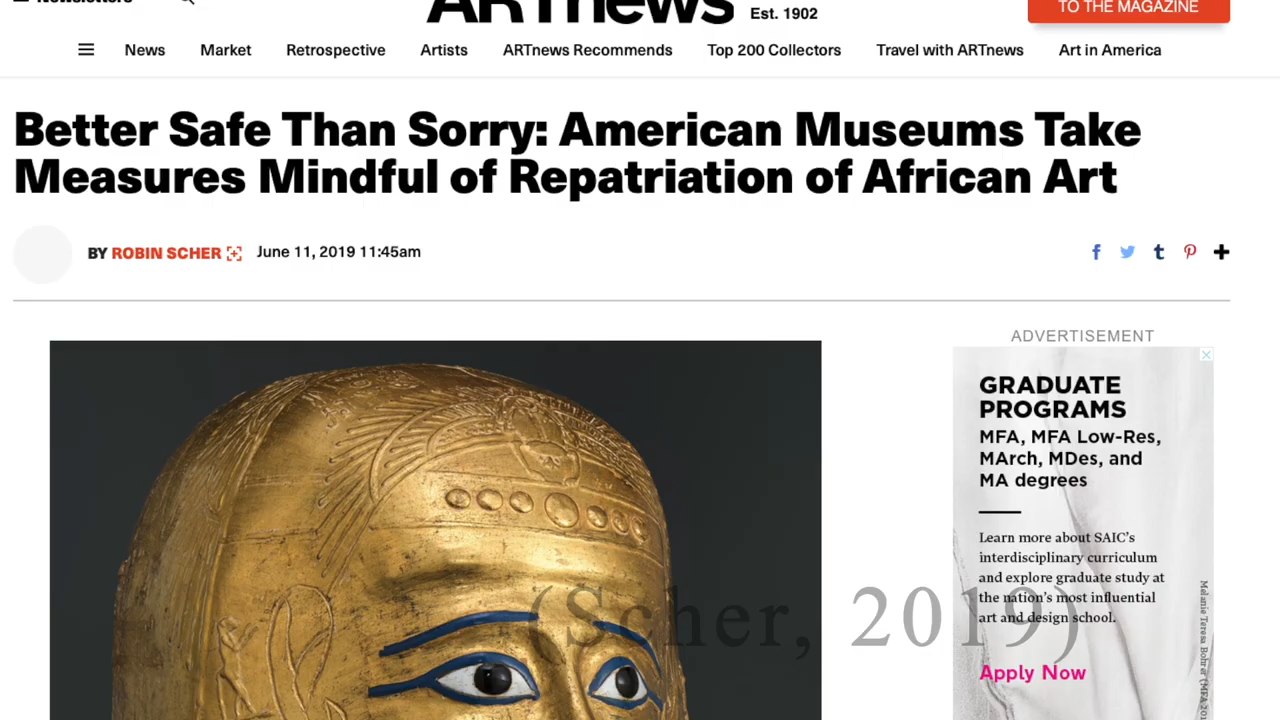 Newsletters
ARTnews
Est. 1902
TO THE MAGAZINE
News Market Retrospective Artists ARTnews Recommends Top 200 Collectors Travel with ARTnews Art in America
Better Safe Than Sorry: American Museums Take
Measures Mindful of Repatriation of African Art
BY ROBIN SCHER June 11, 2019 11:45am
ADVERTISEMENT
GRADUATE
PROGRAMS
MFA, MFA Low-Res,
MArch, MDes, and
MA degrees
Learn more about SAIC's
interdisciplinary curriculum
and explore graduate study at
the nation's most influential
art and design school.
Apply Now
(Scher, 2019)